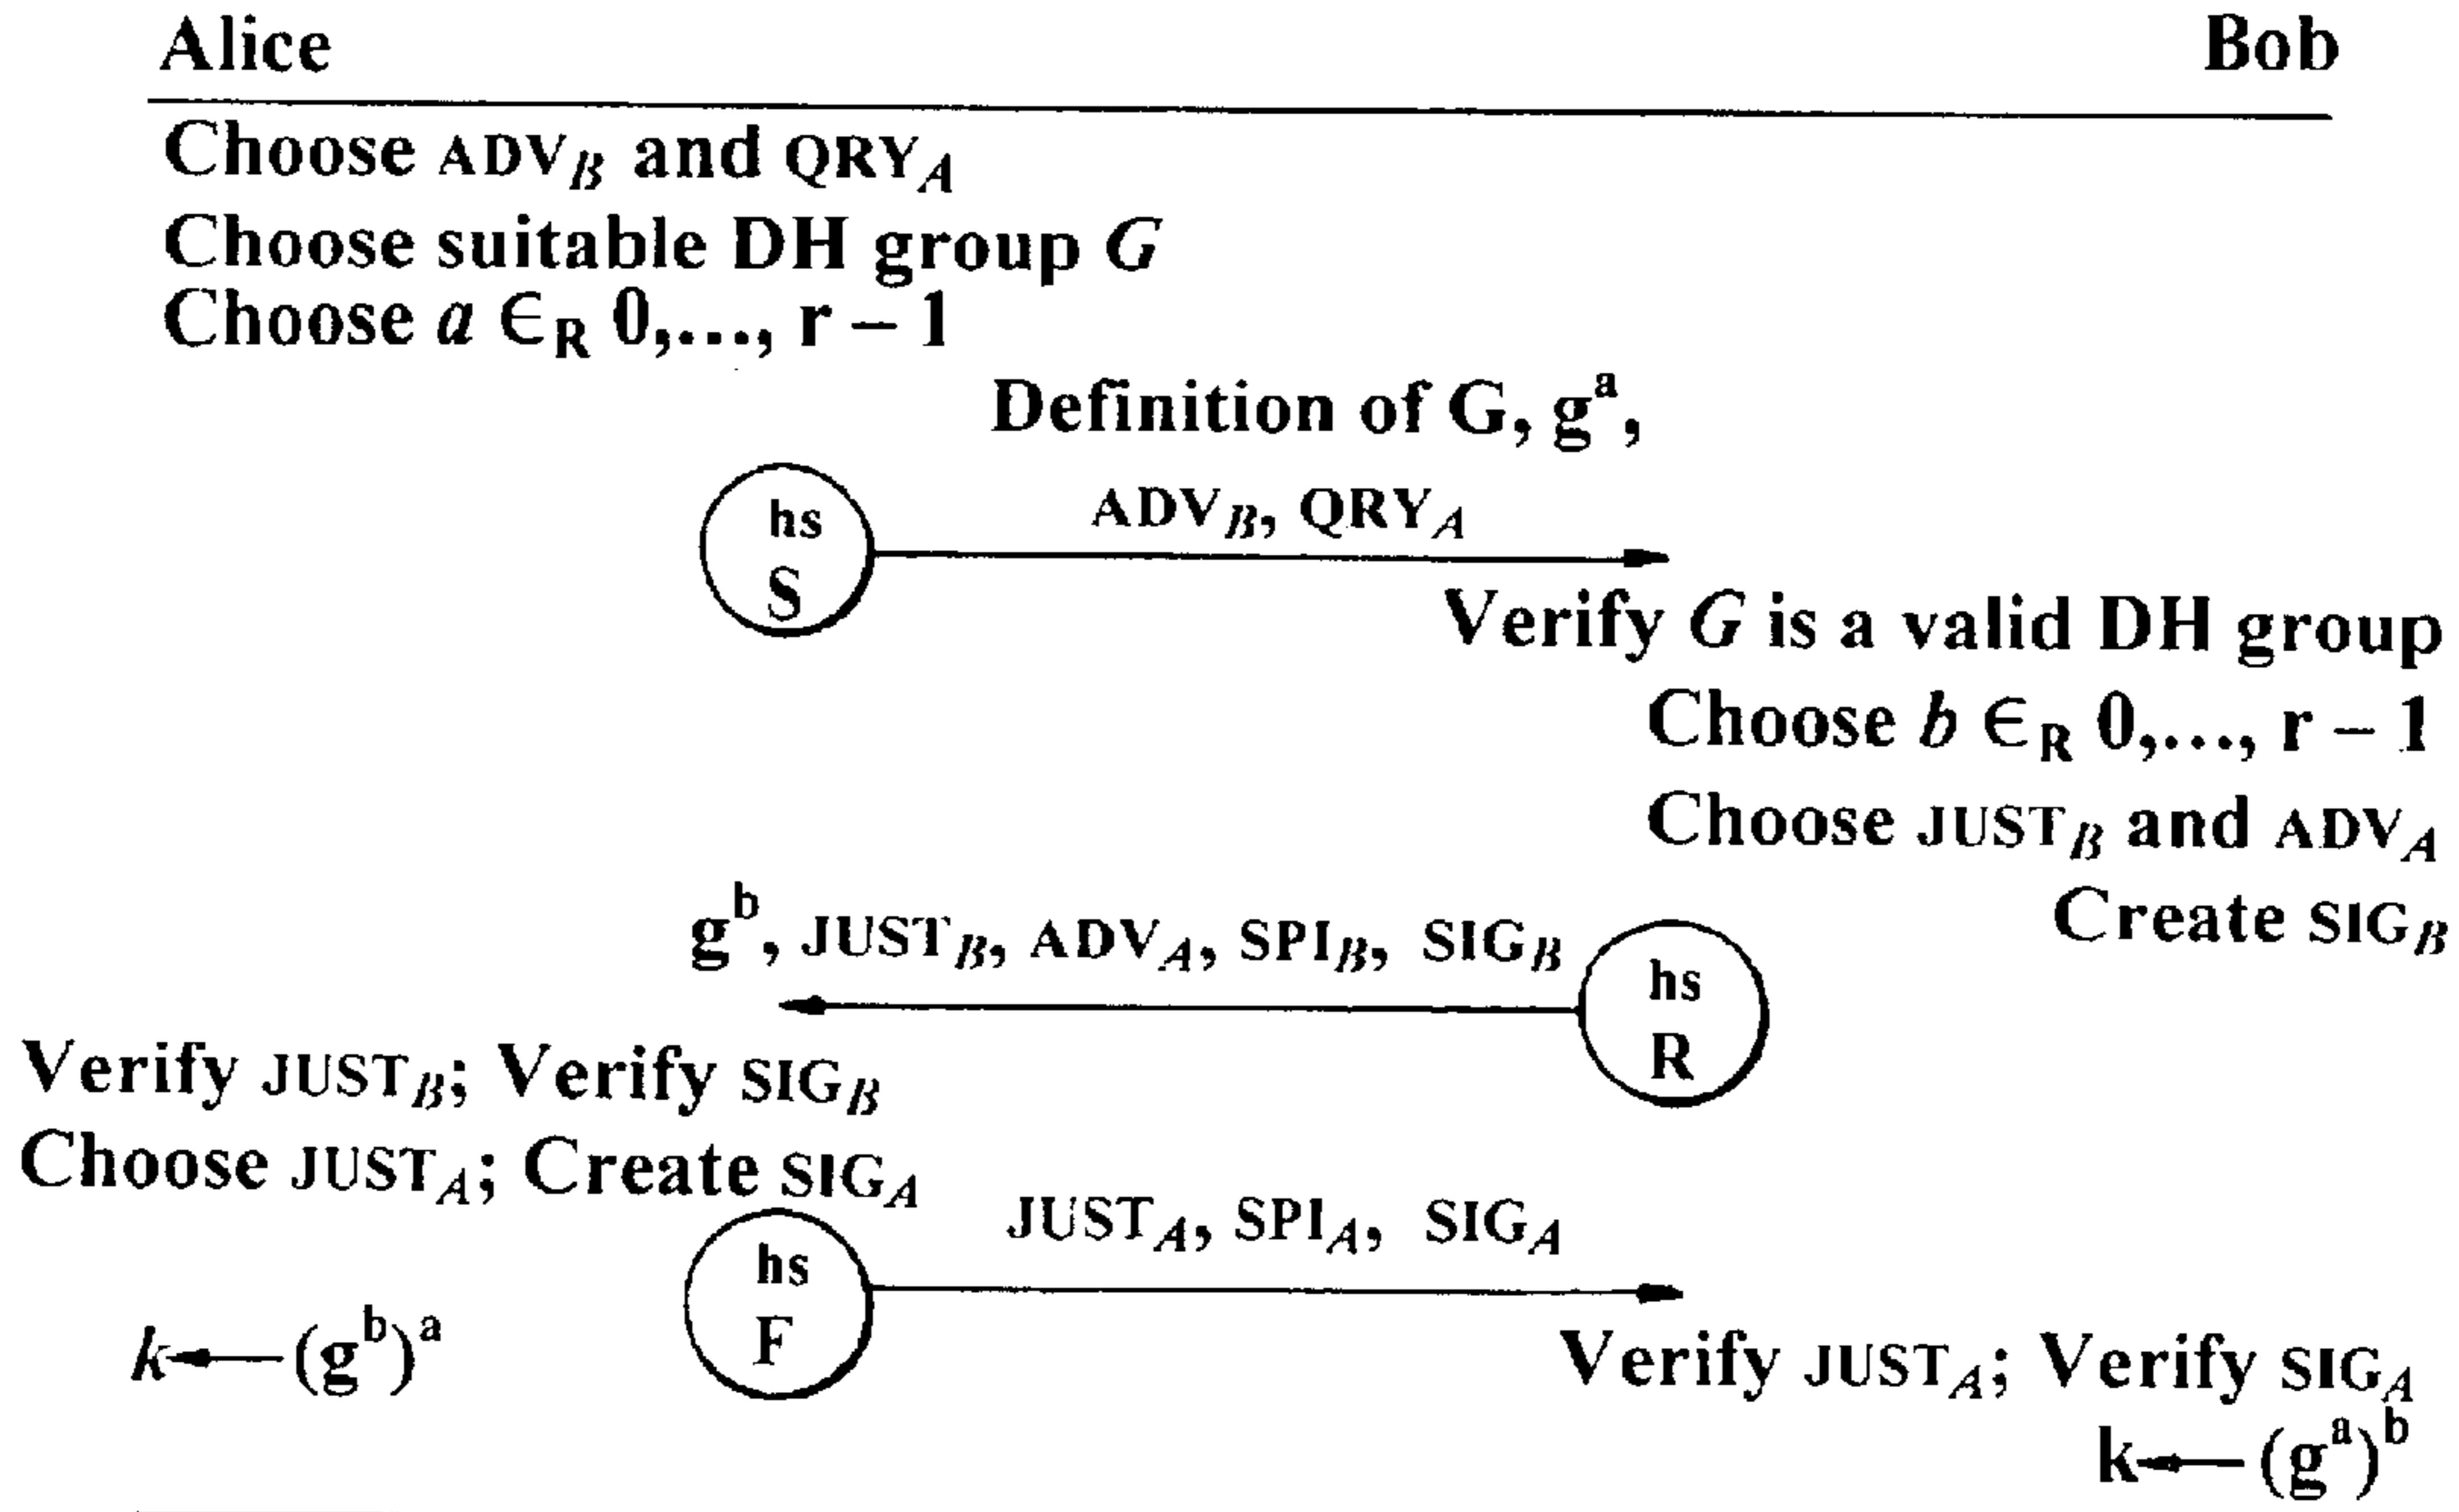 Alice Bob
Choose ADV_B and QRY_A
Choose suitable DH group G
Choose a ∈_R 0,..., r – 1
Definition of G, g^a,
ADV_B, QRY_A
hs
S
Verify G is a valid DH group
Choose b ∈_R 0,..., r – 1
Choose JUST_B and ADV_A
Create SIG_B
g^b, JUST_B, ADV_A, SPI_B, SIG_B
hs
R
Verify JUST_B; Verify SIG_B
Choose JUST_A; Create SIG_A
JUST_A, SPI_A, SIG_A
hs
F
k ← (g^b)^a
Verify JUST_A; Verify SIG_A
k ← (g^a)^b